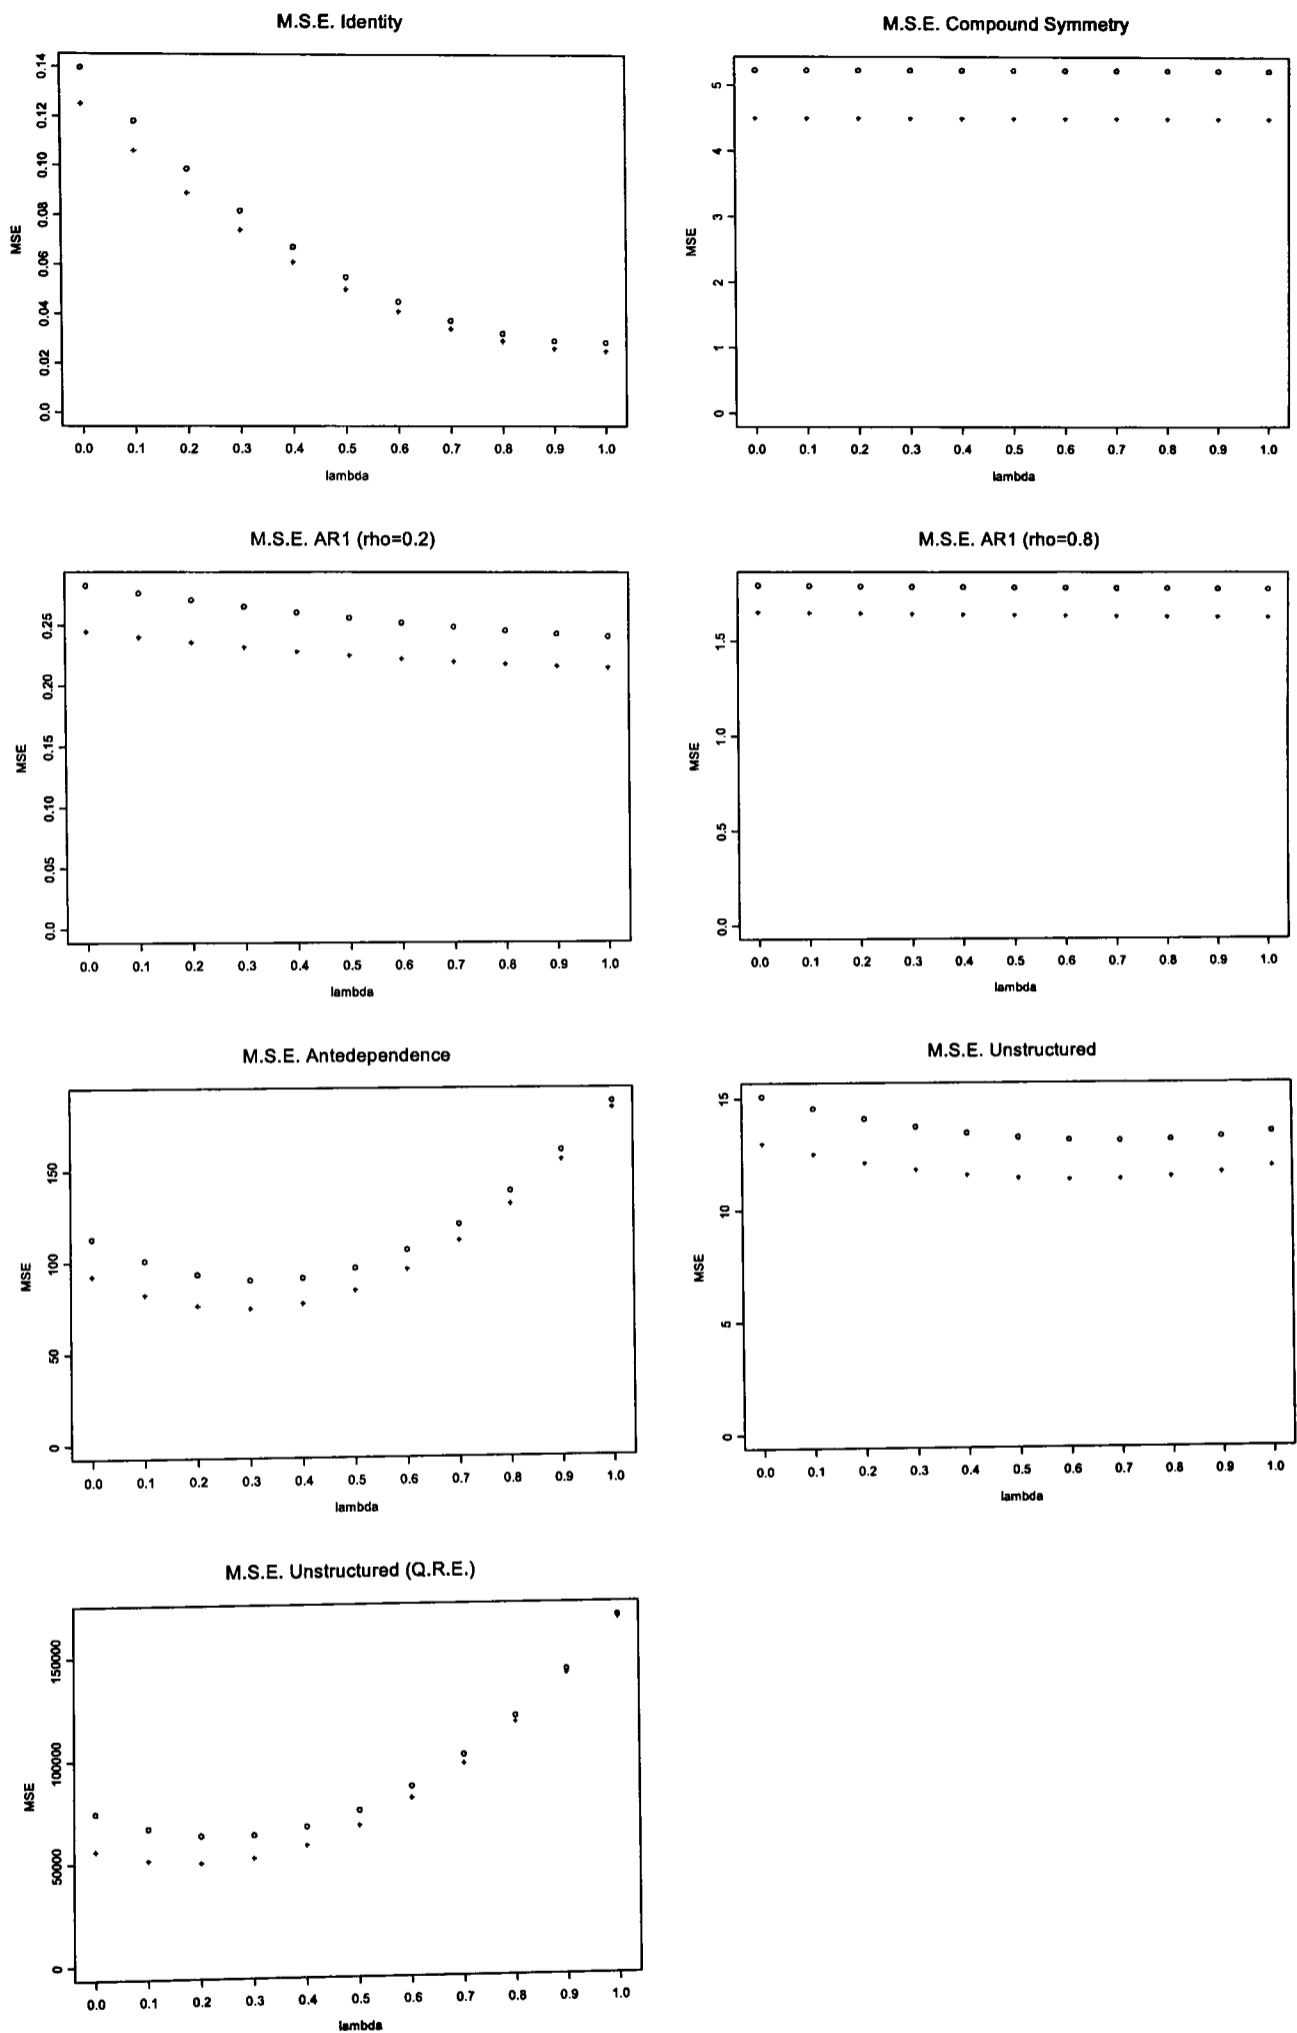 M.S.E. Identity
MSE
0.14
0.12
0.10
0.08
0.06
0.04
0.02
0.0
0.0 0.1 0.2 0.3 0.4 0.5 0.6 0.7 0.8 0.9 1.0
lambda
M.S.E. Compound Symmetry
MSE
5
4
3
2
1
0
0.0 0.1 0.2 0.3 0.4 0.5 0.6 0.7 0.8 0.9 1.0
lambda
M.S.E. AR1 (rho=0.2)
MSE
0.25
0.20
0.15
0.10
0.05
0.0
0.0 0.1 0.2 0.3 0.4 0.5 0.6 0.7 0.8 0.9 1.0
lambda
M.S.E. AR1 (rho=0.8)
MSE
1.5
1.0
0.5
0.0
0.0 0.1 0.2 0.3 0.4 0.5 0.6 0.7 0.8 0.9 1.0
lambda
M.S.E. Antedependence
MSE
150
100
50
0
0.0 0.1 0.2 0.3 0.4 0.5 0.6 0.7 0.8 0.9 1.0
lambda
M.S.E. Unstructured
MSE
15
10
5
0
0.0 0.1 0.2 0.3 0.4 0.5 0.6 0.7 0.8 0.9 1.0
lambda
M.S.E. Unstructured (Q.R.E.)
MSE
150000
100000
50000
0
0.0 0.1 0.2 0.3 0.4 0.5 0.6 0.7 0.8 0.9 1.0
lambda